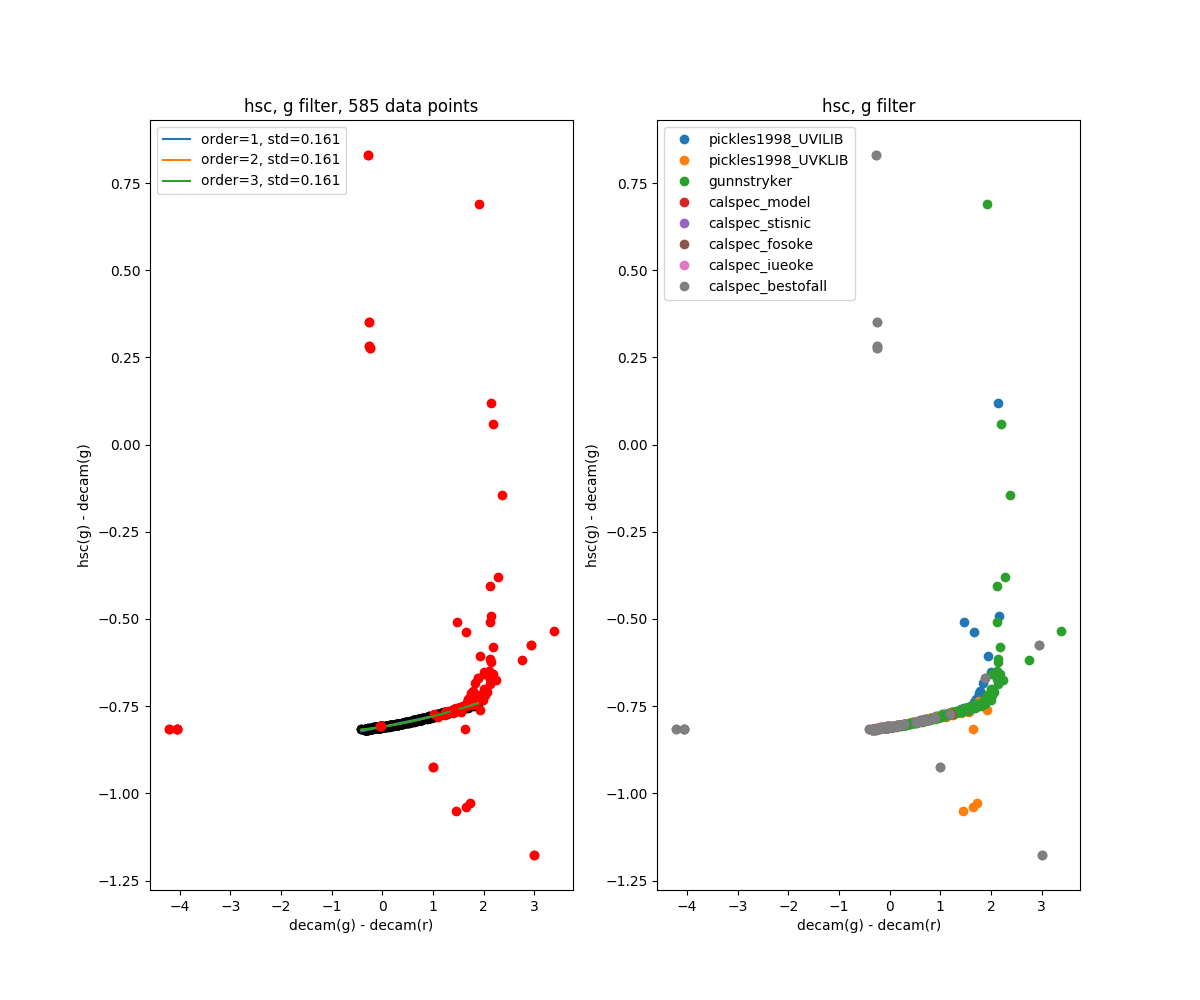 hsc, g filter, 585 data points
order=1, std=0.161
order=2, std=0.161
order=3, std=0.161
0.75
0.50
0.25
0.00
−0.25
−0.50
−0.75
−1.00
−1.25
hsc(g) - decam(g)
−4
−3
−2
−1
0
1
2
3
decam(g) - decam(r)
hsc, g filter
pickles1998_UVILIB
pickles1998_UVKLIB
gunnstryker
calspec_model
calspec_stisnic
calspec_fosoke
calspec_iueoke
calspec_bestofall
0.75
0.50
0.25
0.00
−0.25
−0.50
−0.75
−1.00
−1.25
hsc(g) - decam(g)
−4
−3
−2
−1
0
1
2
3
decam(g) - decam(r)